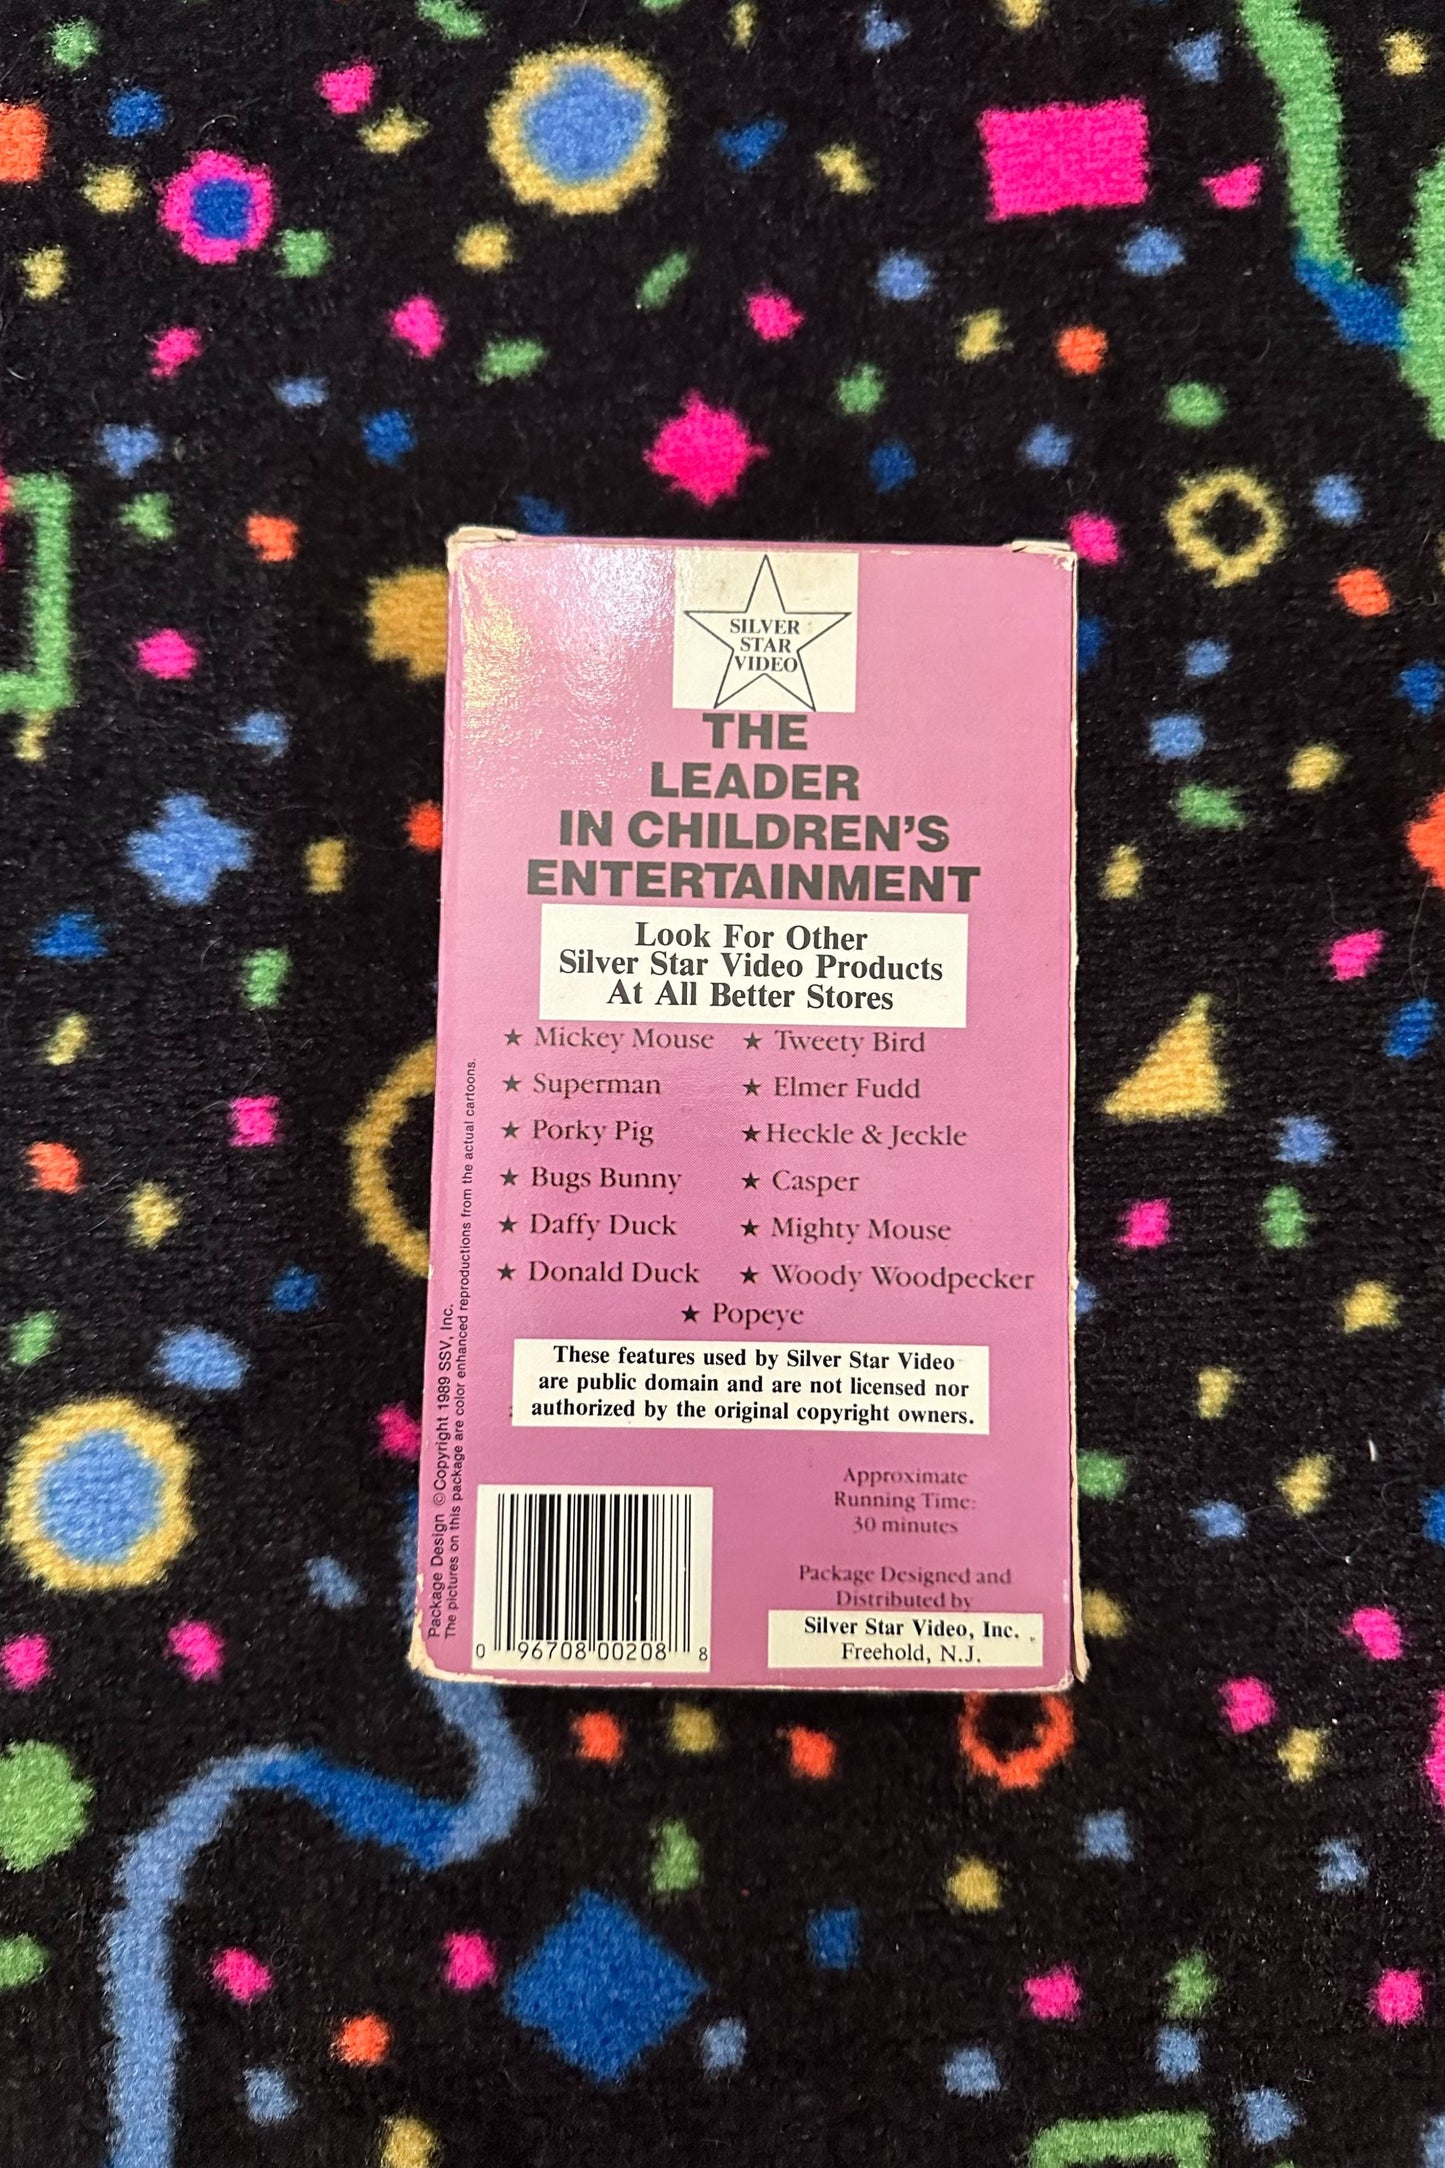 SILVER
STAR
VIDEO
THE
LEADER
IN CHILDREN'S
ENTERTAINMENT
Look For Other
Silver Star Video Products
At All Better Stores
★ Mickey Mouse ★ Tweety Bird
★ Superman ★ Elmer Fudd
★ Porky Pig ★ Heckle & Jeckle
★ Bugs Bunny ★ Casper
★ Daffy Duck ★ Mighty Mouse
★ Donald Duck ★ Woody Woodpecker
★ Popeye
These features used by Silver Star Video
are public domain and are not licensed nor
authorized by the original copyright owners.
Approximate
Running Time:
30 minutes
Package Designed and
Distributed by
Silver Star Video, Inc.
Freehold, N.J.
0 96708 00208 8
Package Design © Copyright 1989 SSV, Inc.
The pictures on this package are color enhanced reproductions from the actual cartoons.